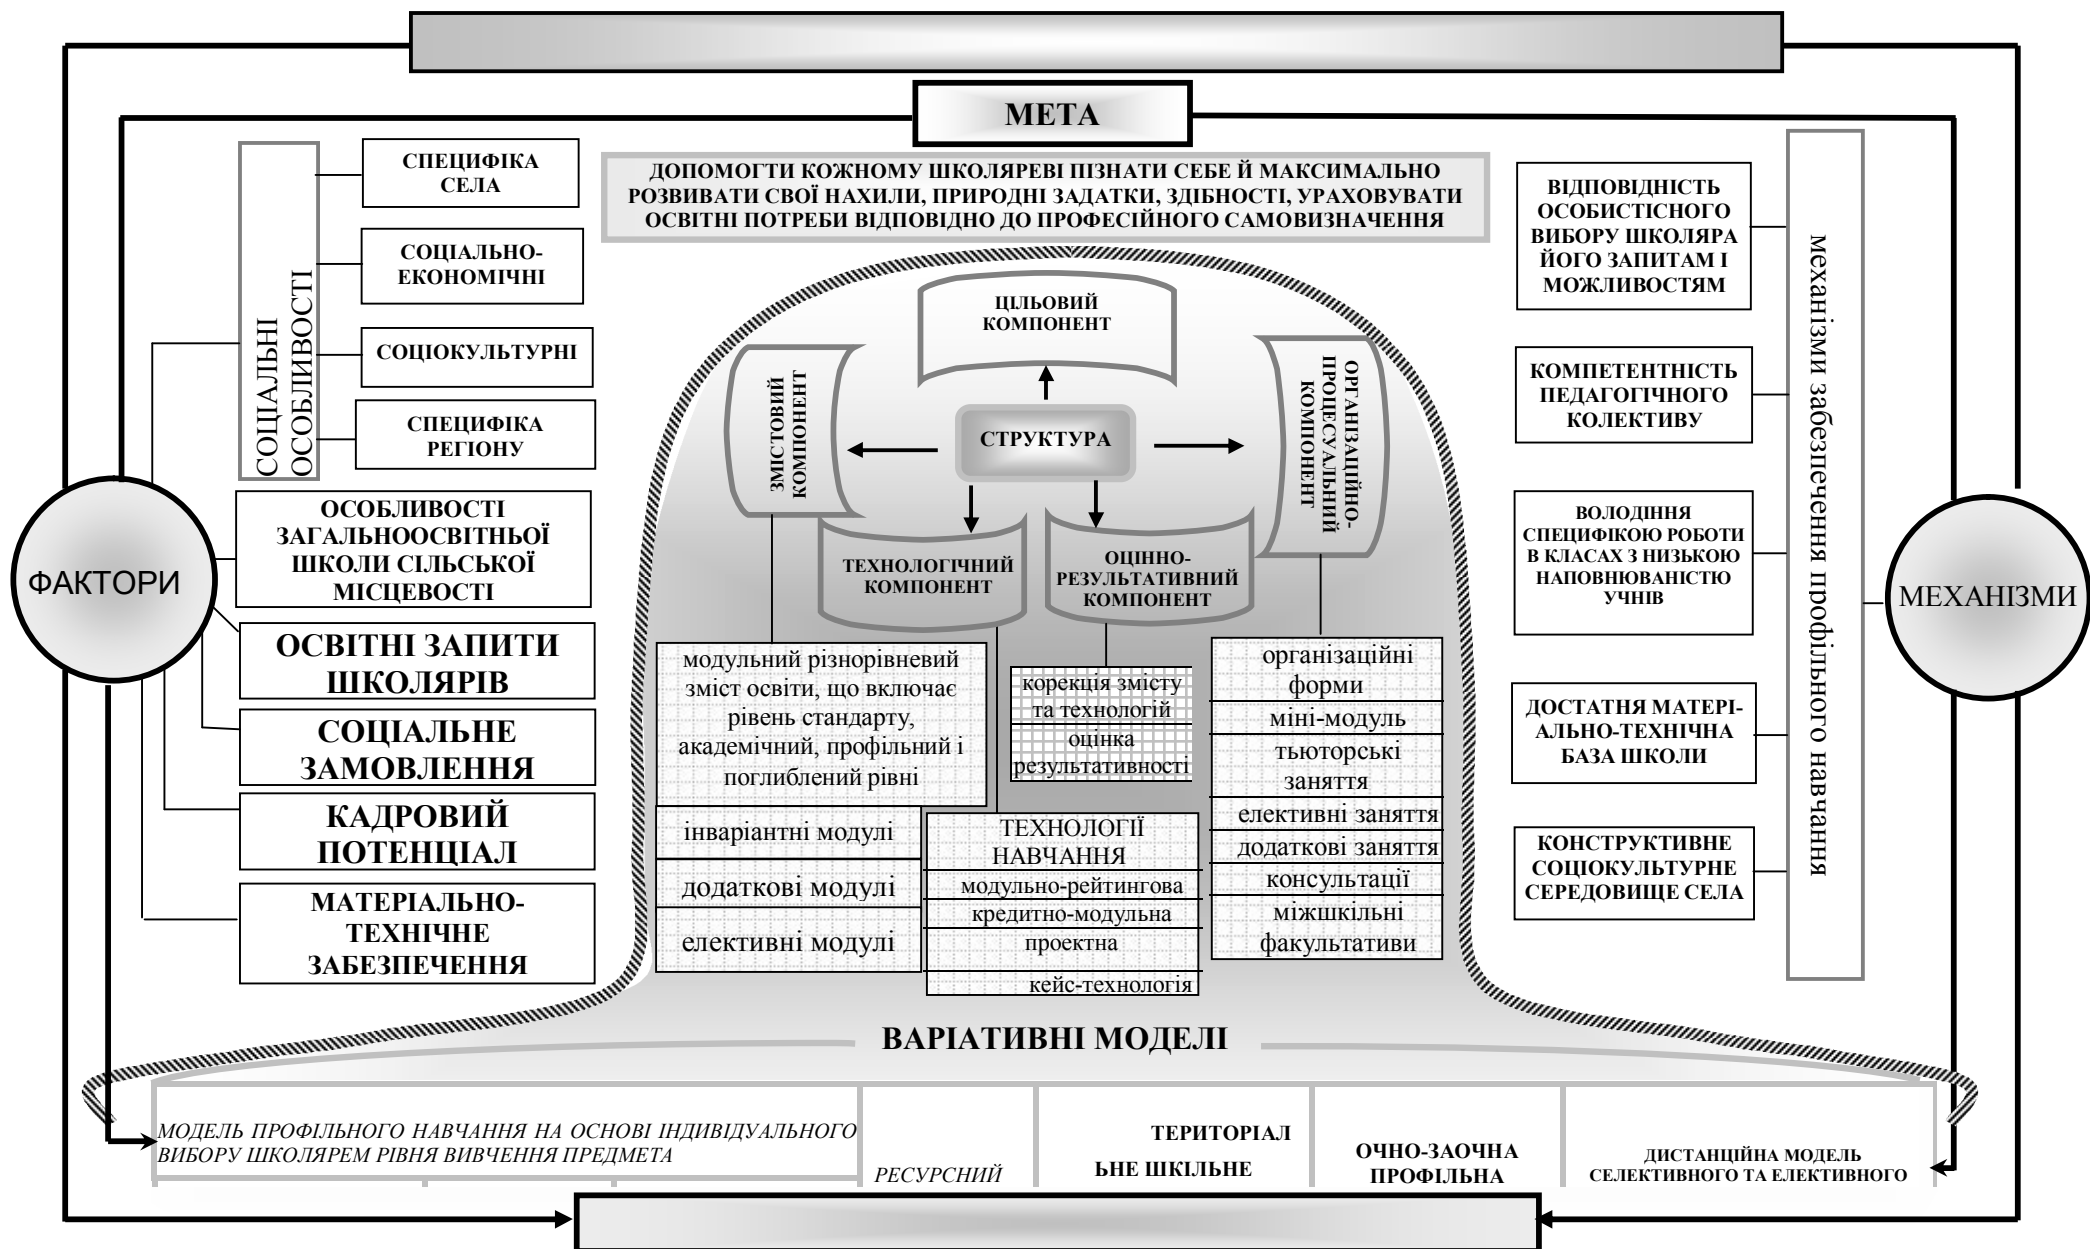 МЕТА
ДОПОМОГТИ КОЖНОМУ ШКОЛЯРЕВІ ПІЗНАТИ СЕБЕ Й МАКСИМАЛЬНО
РОЗВИВАТИ СВОЇ НАХИЛИ, ПРИРОДНІ ЗАДАТКИ, ЗДІБНОСТІ, УРАХОВУВАТИ
ОСВІТНІ ПОТРЕБИ ВІДПОВІДНО ДО ПРОФЕСІЙНОГО САМОВИЗНАЧЕННЯ
ФАКТОРИ
СОЦІАЛЬНІ
ОСОБЛИВОСТІ
СПЕЦИФІКА
СЕЛА
СОЦІАЛЬНО-
ЕКОНОМІЧНІ
СОЦІОКУЛЬТУРНІ
СПЕЦИФІКА
РЕГІОНУ
ОСОБЛИВОСТІ
ЗАГАЛЬНООСВІТНЬОЇ
ШКОЛИ СІЛЬСЬКОЇ
МІСЦЕВОСТІ
ОСВІТНІ ЗАПИТИ
ШКОЛЯРІВ
СОЦІАЛЬНЕ
ЗАМОВЛЕННЯ
КАДРОВИЙ
ПОТЕНЦІАЛ
МАТЕРІАЛЬНО-
ТЕХНІЧНЕ
ЗАБЕЗПЕЧЕННЯ
ЦІЛЬОВИЙ
КОМПОНЕНТ
ЗМІСТОВИЙ
КОМПОНЕНТ
СТРУКТУРА
ОРГАНІЗАЦІЙНО-
ПРОЦЕСУАЛЬНИЙ
КОМПОНЕНТ
ТЕХНОЛОГІЧНИЙ
КОМПОНЕНТ
ОЦІННО-
РЕЗУЛЬТАТИВНИЙ
КОМПОНЕНТ
модульний різнорівневий
зміст освіти, що включає
рівень стандарту,
академічний, профільний і
поглиблений рівні
інваріантні модулі
додаткові модулі
елективні модулі
корекція змісту
та технологій
оцінка
результативності
ТЕХНОЛОГІЇ
НАВЧАННЯ
модульно-рейтингова
кредитно-модульна
проектна
кейс-технологія
організаційні
форми
міні-модуль
тьюторські
заняття
елективні заняття
додаткові заняття
консультації
міжшкільні
факультативи
ВІДПОВІДНІСТЬ
ОСОБИСТІСНОГО
ВИБОРУ ШКОЛЯРА
ЙОГО ЗАПИТАМ І
МОЖЛИВОСТЯМ
КОМПЕТЕНТНІСТЬ
ПЕДАГОГІЧНОГО
КОЛЕКТИВУ
ВОЛОДІННЯ
СПЕЦИФІКОЮ РОБОТИ
В КЛАСАХ З НИЗЬКОЮ
НАПОВНЮВАНІСТЮ
УЧНІВ
ДОСТАТНЯ МАТЕРІ-
АЛЬНО-ТЕХНІЧНА
БАЗА ШКОЛИ
КОНСТРУКТИВНЕ
СОЦІОКУЛЬТУРНЕ
СЕРЕДОВИЩЕ СЕЛА
механізми забезпечення профільного навчання
МЕХАНІЗМИ
ВАРІАТИВНІ МОДЕЛІ
МОДЕЛЬ ПРОФІЛЬНОГО НАВЧАННЯ НА ОСНОВІ ІНДИВІДУАЛЬНОГО
ВИБОРУ ШКОЛЯРЕМ РІВНЯ ВИВЧЕННЯ ПРЕДМЕТА
РЕСУРСНИЙ
ТЕРИТОРІАЛ
ЬНЕ ШКІЛЬНЕ
ОЧНО-ЗАОЧНА
ПРОФІЛЬНА
ДИСТАНЦІЙНА МОДЕЛЬ
СЕЛЕКТИВНОГО ТА ЕЛЕКТИВНОГО